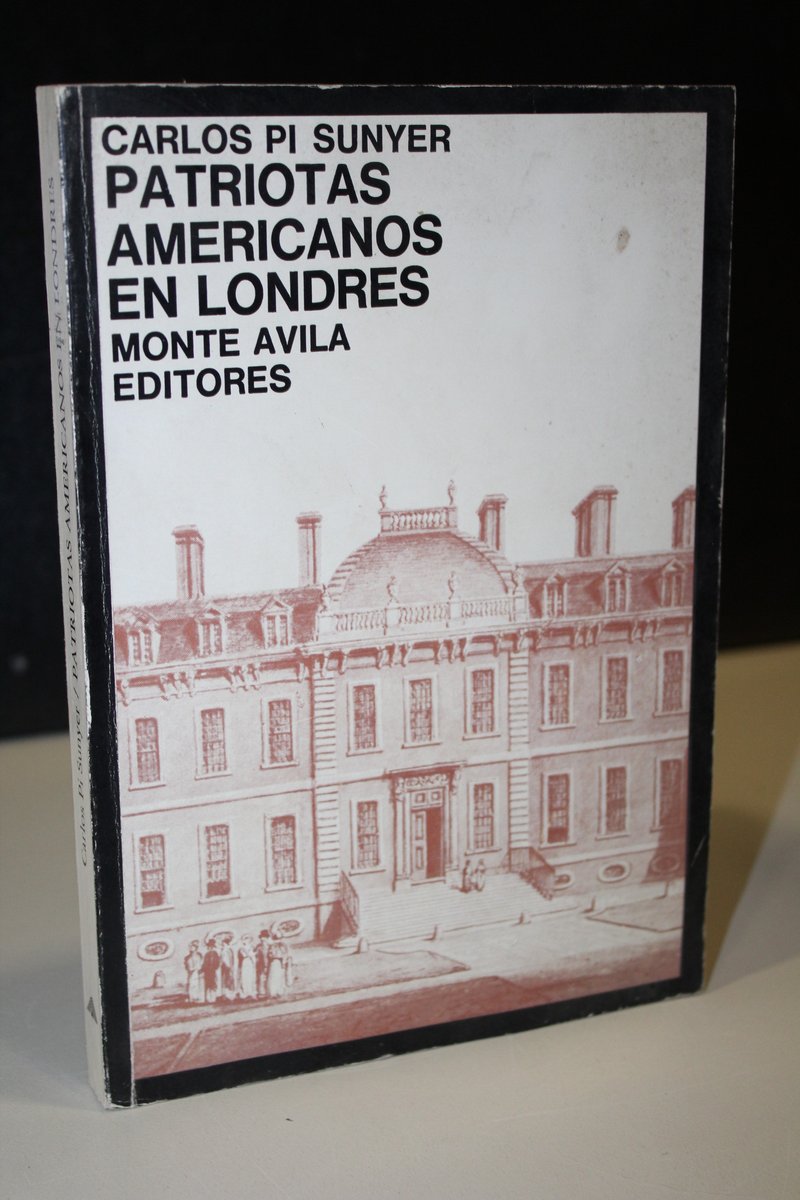 CARLOS PI SUNYER
PATRIOTAS
AMERICANOS
EN LONDRES
MONTE AVILA
EDITORES
Carlos Pi Sunyer / PATRIOTAS AMERICANOS EN LONDRES